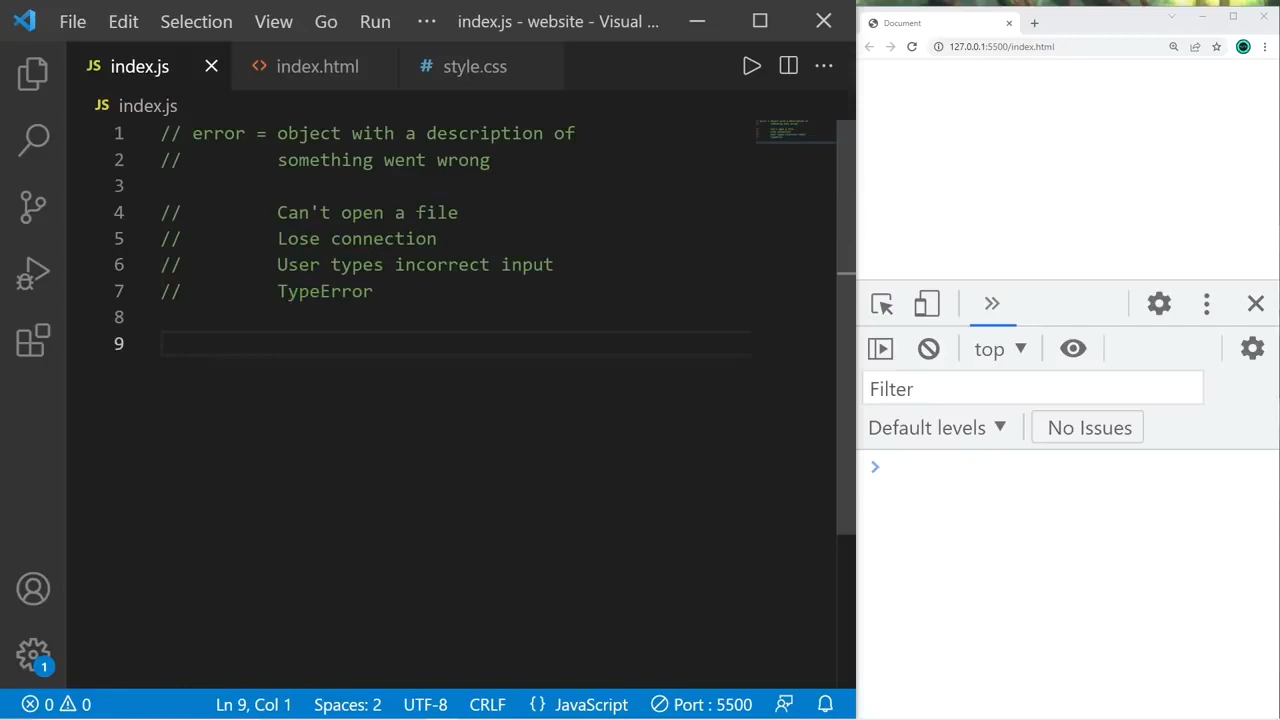 File Edit Selection View Go Run ··· index.js - website - Visual ...
JS index.js <> index.html # style.css
JS index.js
1 // error = object with a description of
2 //         something went wrong
3
4 //         Can't open a file
5 //         Lose connection
6 //         User types incorrect input
7 //         TypeError
8
9
1
0 0 Ln 9, Col 1 Spaces: 2 UTF-8 CRLF {} JavaScript Port : 5500
Document
127.0.0.1:5500/index.html
top
Filter
Default levels No Issues